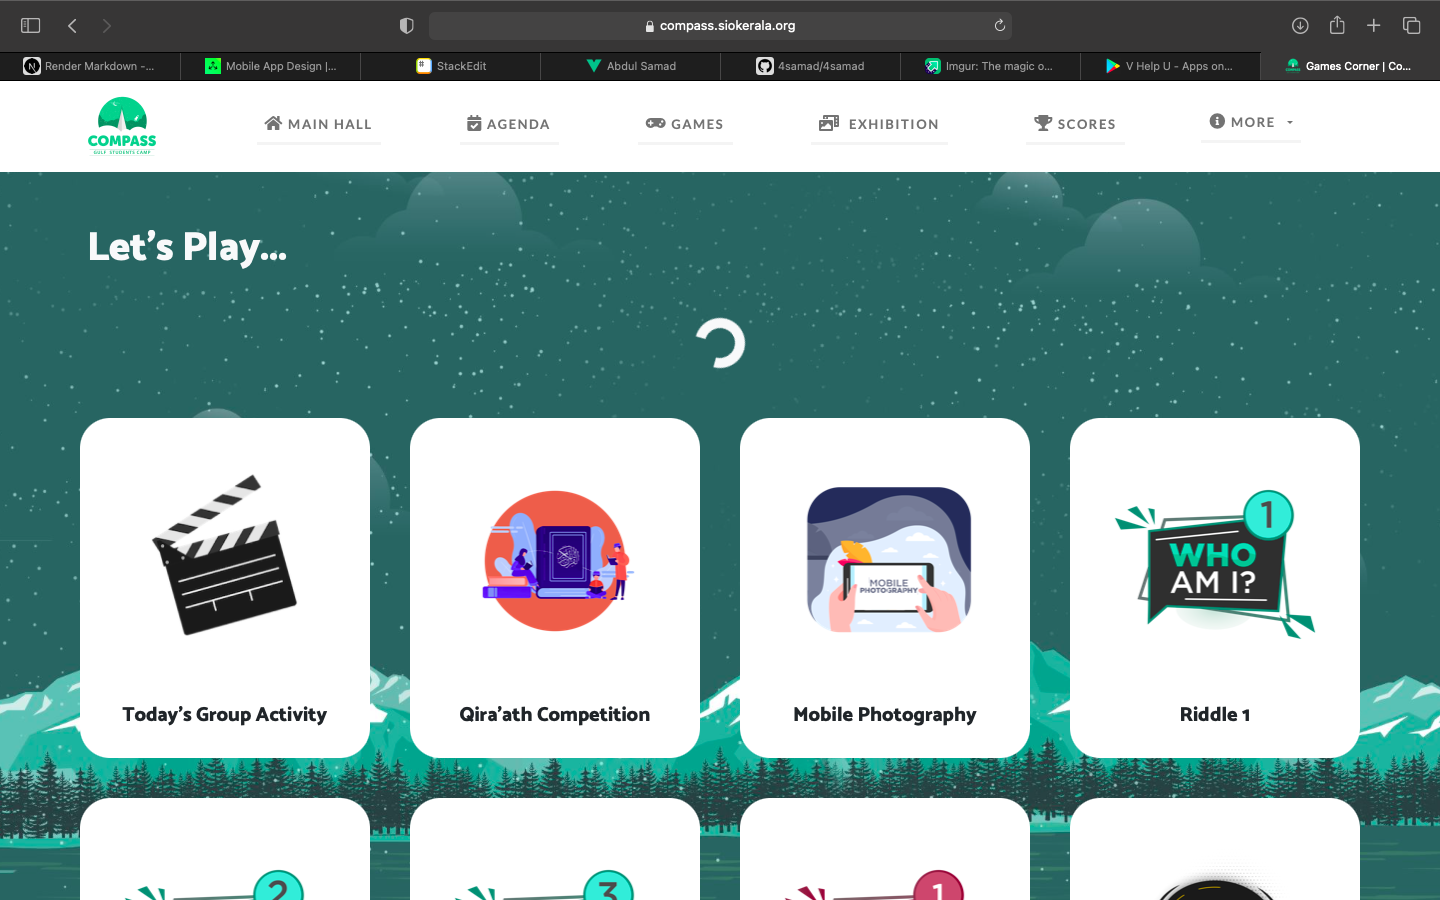 compass.siokerala.org
Render Markdown -...
Mobile App Design |...
StackEdit
Abdul Samad
4samad/4samad
Imgur: The magic o...
V Help U - Apps on...
Games Corner | Co...
COMPASS
GULF STUDENTS CAMP
MAIN HALL
AGENDA
GAMES
EXHIBITION
SCORES
MORE
Let's Play...
MOBILE
PHOTOGRAPHY
1
WHO
AM I?
Today's Group Activity
Qira'ath Competition
Mobile Photography
Riddle 1
2
3
1